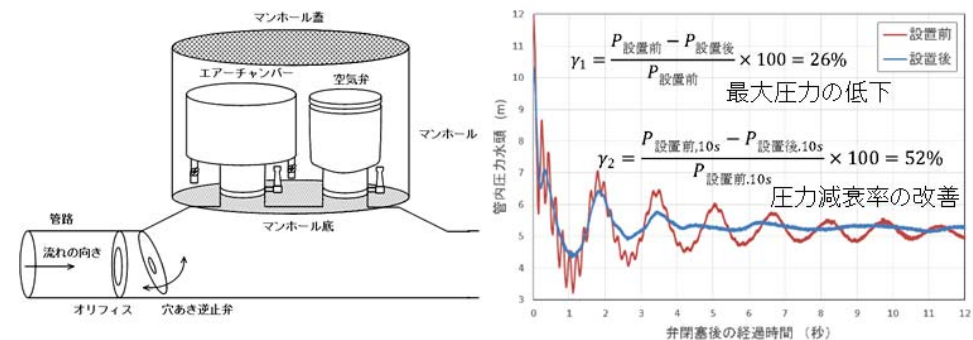 マンホール蓋
エアーチャンバー
空気弁
マンホール
管路
マンホール底
流れの向き
オリフィス
穴あき逆止弁
管内圧力水頭 (m)
12
11
10
9
8
7
6
5
4
3
0 1 2 3 4 5 6 7 8 9 10 11 12
弁閉塞後の経過時間 (秒)
設置前
設置後
γ₁ = (P設置前 − P設置後) / P設置前 × 100 = 26%
最大圧力の低下
γ₂ = (P設置前,10s − P設置後,10s) / P設置前,10s × 100 = 52%
圧力減衰率の改善